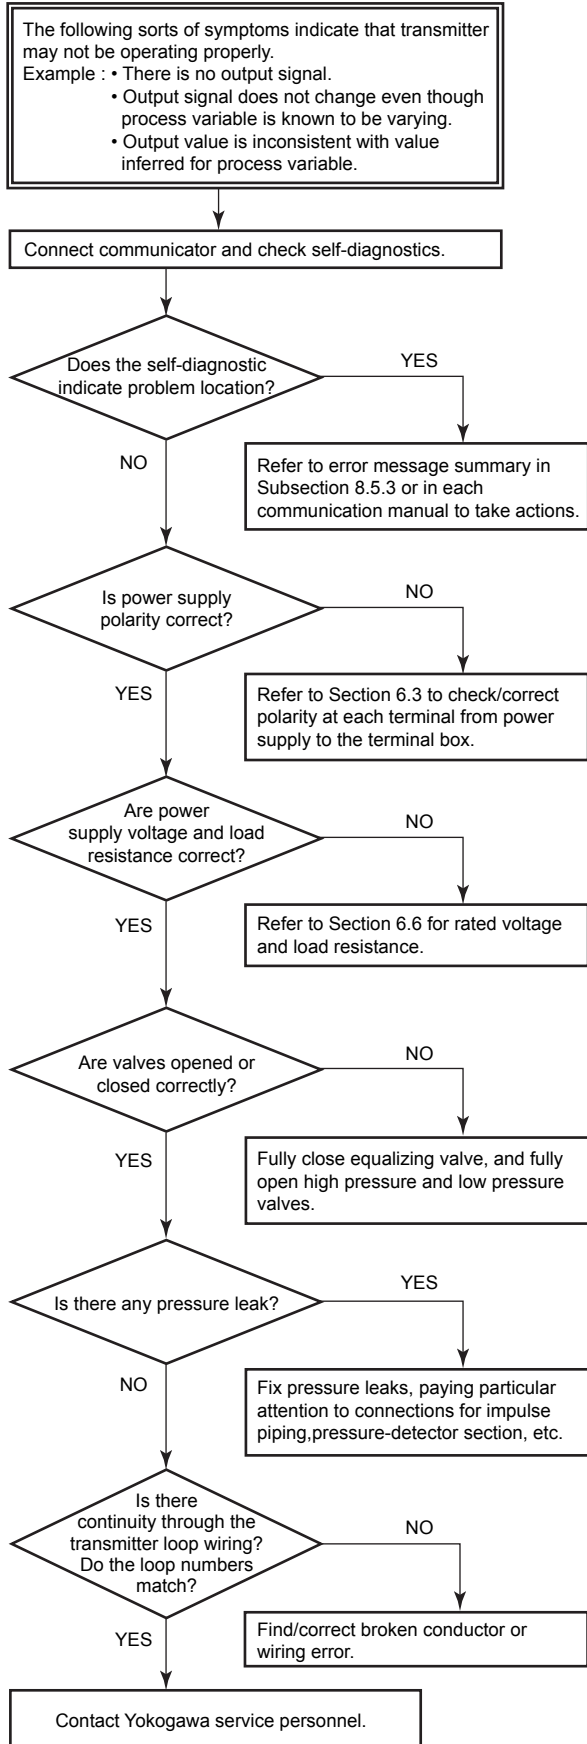 The following sorts of symptoms indicate that transmitter
may not be operating properly.
Example : • There is no output signal.
• Output signal does not change even though
process variable is known to be varying.
• Output value is inconsistent with value
inferred for process variable.
Connect communicator and check self-diagnostics.
Does the self-diagnostic
indicate problem location?
YES
NO
Refer to error message summary in
Subsection 8.5.3 or in each
communication manual to take actions.
Is power supply
polarity correct?
NO
YES
Refer to Section 6.3 to check/correct
polarity at each terminal from power
supply to the terminal box.
Are power
supply voltage and load
resistance correct?
NO
YES
Refer to Section 6.6 for rated voltage
and load resistance.
Are valves opened or
closed correctly?
NO
YES
Fully close equalizing valve, and fully
open high pressure and low pressure
valves.
Is there any pressure leak?
YES
NO
Fix pressure leaks, paying particular
attention to connections for impulse
piping,pressure-detector section, etc.
Is there
continuity through the
transmitter loop wiring?
Do the loop numbers
match?
NO
YES
Find/correct broken conductor or
wiring error.
Contact Yokogawa service personnel.